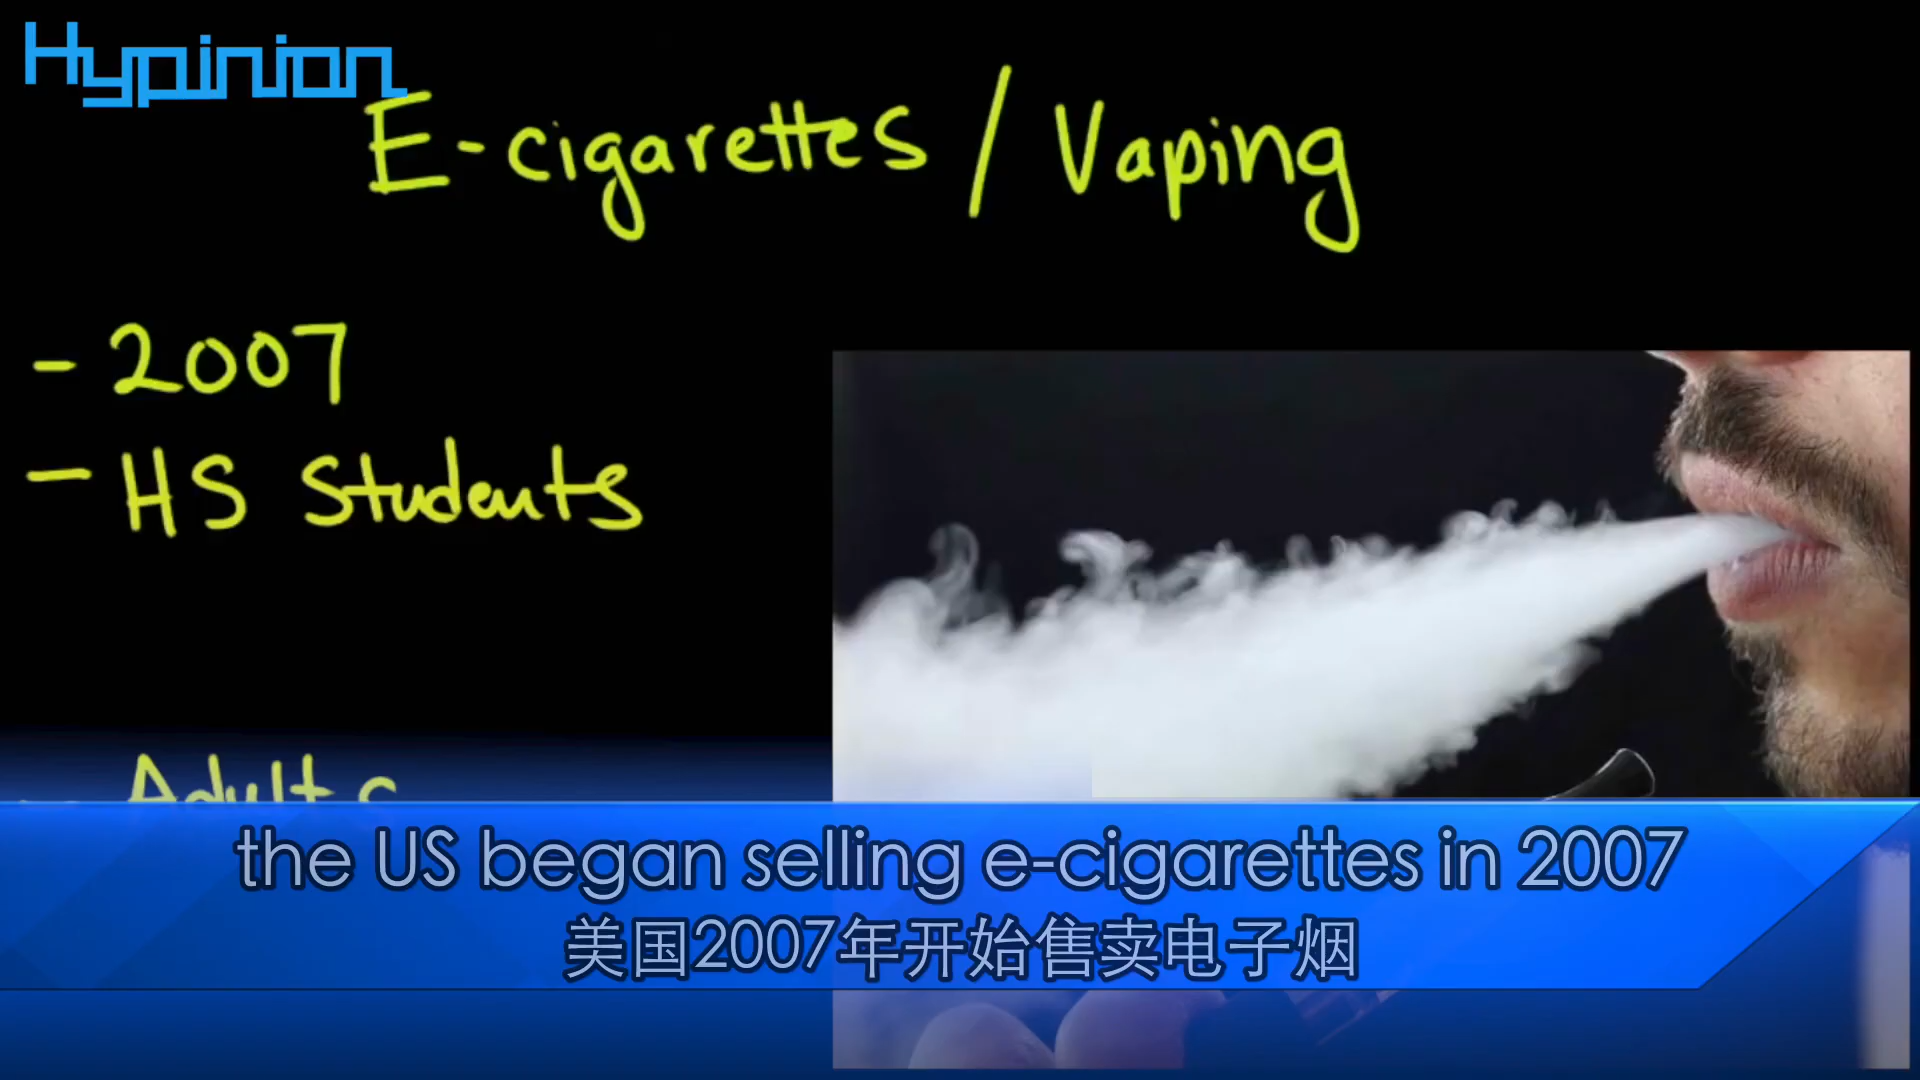 Hypinion
E-cigarettes / Vaping
- 2007
- HS Students
- Adults
the US began selling e-cigarettes in 2007
美国2007年开始售卖电子烟